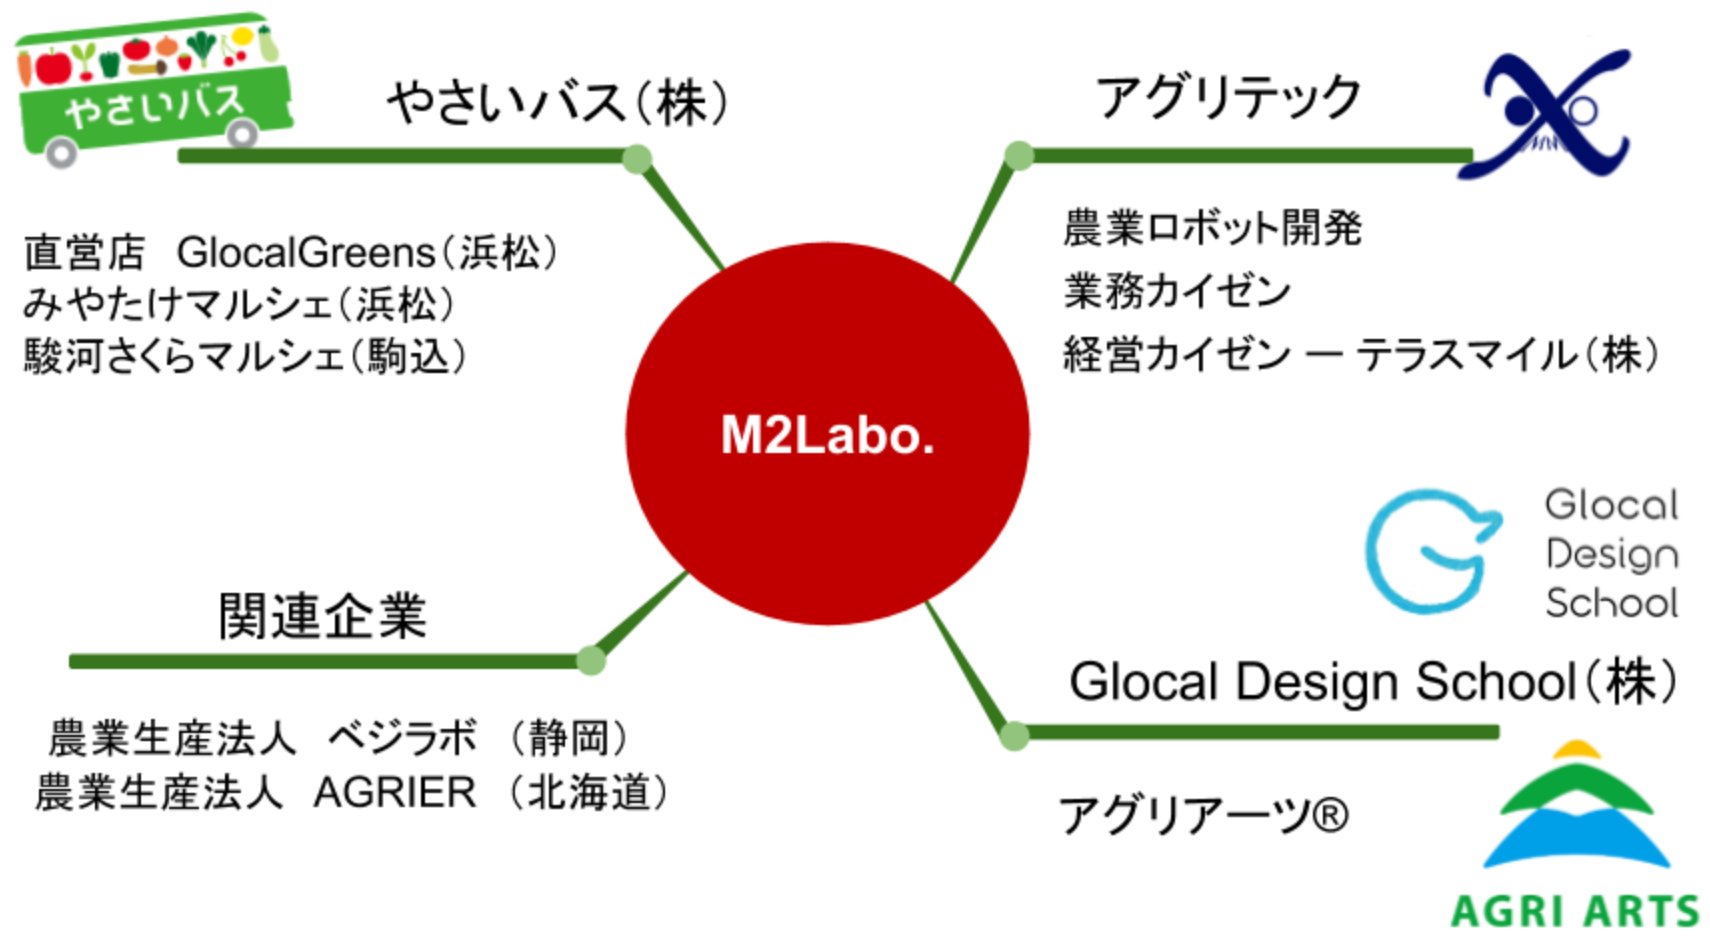 やさいバス
やさいバス（株）
直営店　GlocalGreens（浜松）
みやたけマルシェ（浜松）
駿河さくらマルシェ（駒込）
アグリテック
農業ロボット開発
業務カイゼン
経営カイゼン ー テラスマイル（株）
M2Labo.
関連企業
農業生産法人　ベジラボ　（静岡）
農業生産法人　AGRIER　（北海道）
Glocal
Design
School
Glocal Design School（株）
アグリアーツ®
AGRI ARTS